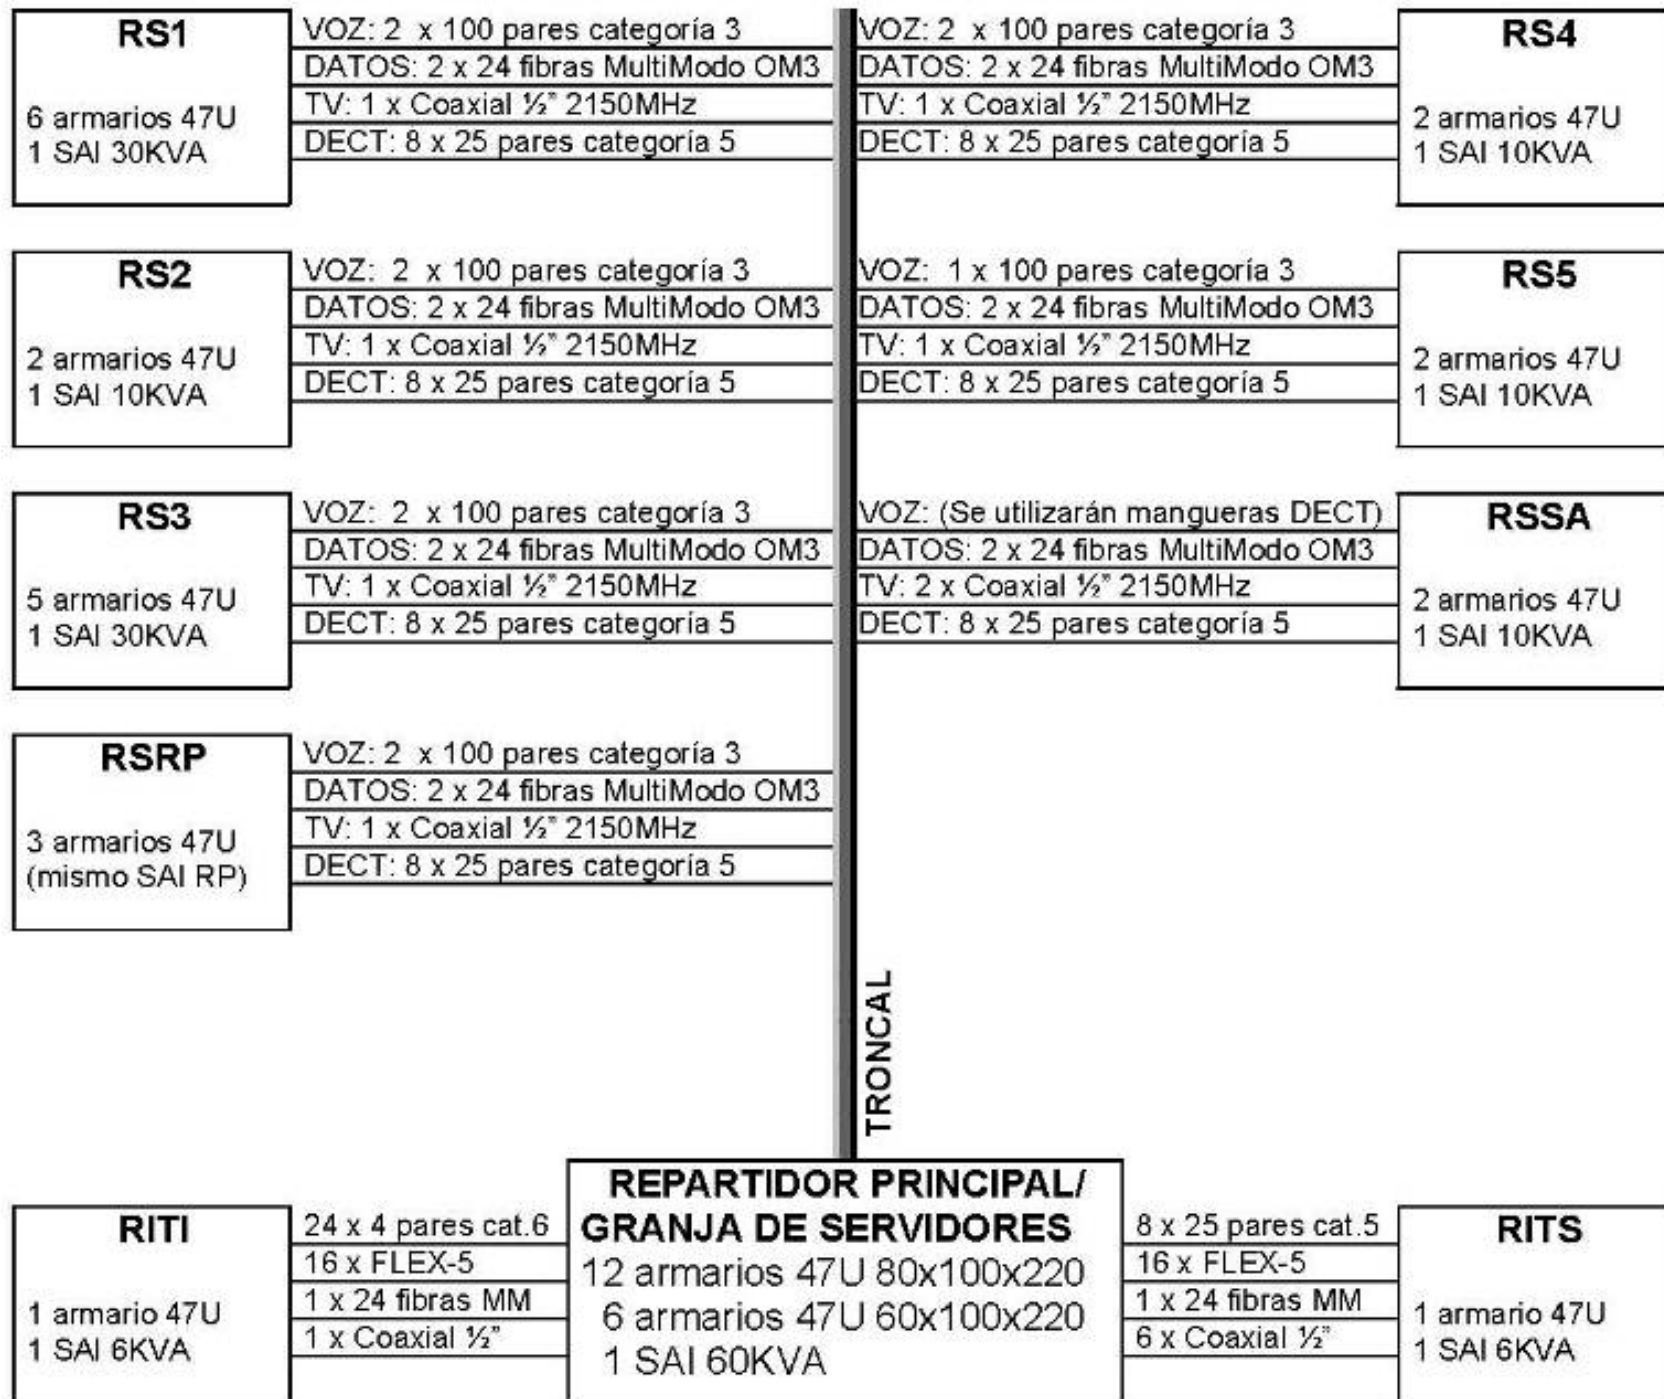 RS1
6 armarios 47U
1 SAI 30KVA
VOZ: 2 x 100 pares categoría 3
DATOS: 2 x 24 fibras MultiModo OM3
TV: 1 x Coaxial ½" 2150MHz
DECT: 8 x 25 pares categoría 5
VOZ: 2 x 100 pares categoría 3
DATOS: 2 x 24 fibras MultiModo OM3
TV: 1 x Coaxial ½" 2150MHz
DECT: 8 x 25 pares categoría 5
RS4
2 armarios 47U
1 SAI 10KVA
RS2
2 armarios 47U
1 SAI 10KVA
VOZ: 2 x 100 pares categoría 3
DATOS: 2 x 24 fibras MultiModo OM3
TV: 1 x Coaxial ½" 2150MHz
DECT: 8 x 25 pares categoría 5
VOZ: 1 x 100 pares categoría 3
DATOS: 2 x 24 fibras MultiModo OM3
TV: 1 x Coaxial ½" 2150MHz
DECT: 8 x 25 pares categoría 5
RS5
2 armarios 47U
1 SAI 10KVA
RS3
5 armarios 47U
1 SAI 30KVA
VOZ: 2 x 100 pares categoría 3
DATOS: 2 x 24 fibras MultiModo OM3
TV: 1 x Coaxial ½" 2150MHz
DECT: 8 x 25 pares categoría 5
VOZ: (Se utilizarán mangueras DECT)
DATOS: 2 x 24 fibras MultiModo OM3
TV: 2 x Coaxial ½" 2150MHz
DECT: 8 x 25 pares categoría 5
RSSA
2 armarios 47U
1 SAI 10KVA
RSRP
3 armarios 47U
(mismo SAI RP)
VOZ: 2 x 100 pares categoría 3
DATOS: 2 x 24 fibras MultiModo OM3
TV: 1 x Coaxial ½" 2150MHz
DECT: 8 x 25 pares categoría 5
TRONCAL
RITI
1 armario 47U
1 SAI 6KVA
24 x 4 pares cat.6
16 x FLEX-5
1 x 24 fibras MM
1 x Coaxial ½"
REPARTIDOR PRINCIPAL/
GRANJA DE SERVIDORES
12 armarios 47U 80x100x220
6 armarios 47U 60x100x220
1 SAI 60KVA
8 x 25 pares cat.5
16 x FLEX-5
1 x 24 fibras MM
6 x Coaxial ½"
RITS
1 armario 47U
1 SAI 6KVA